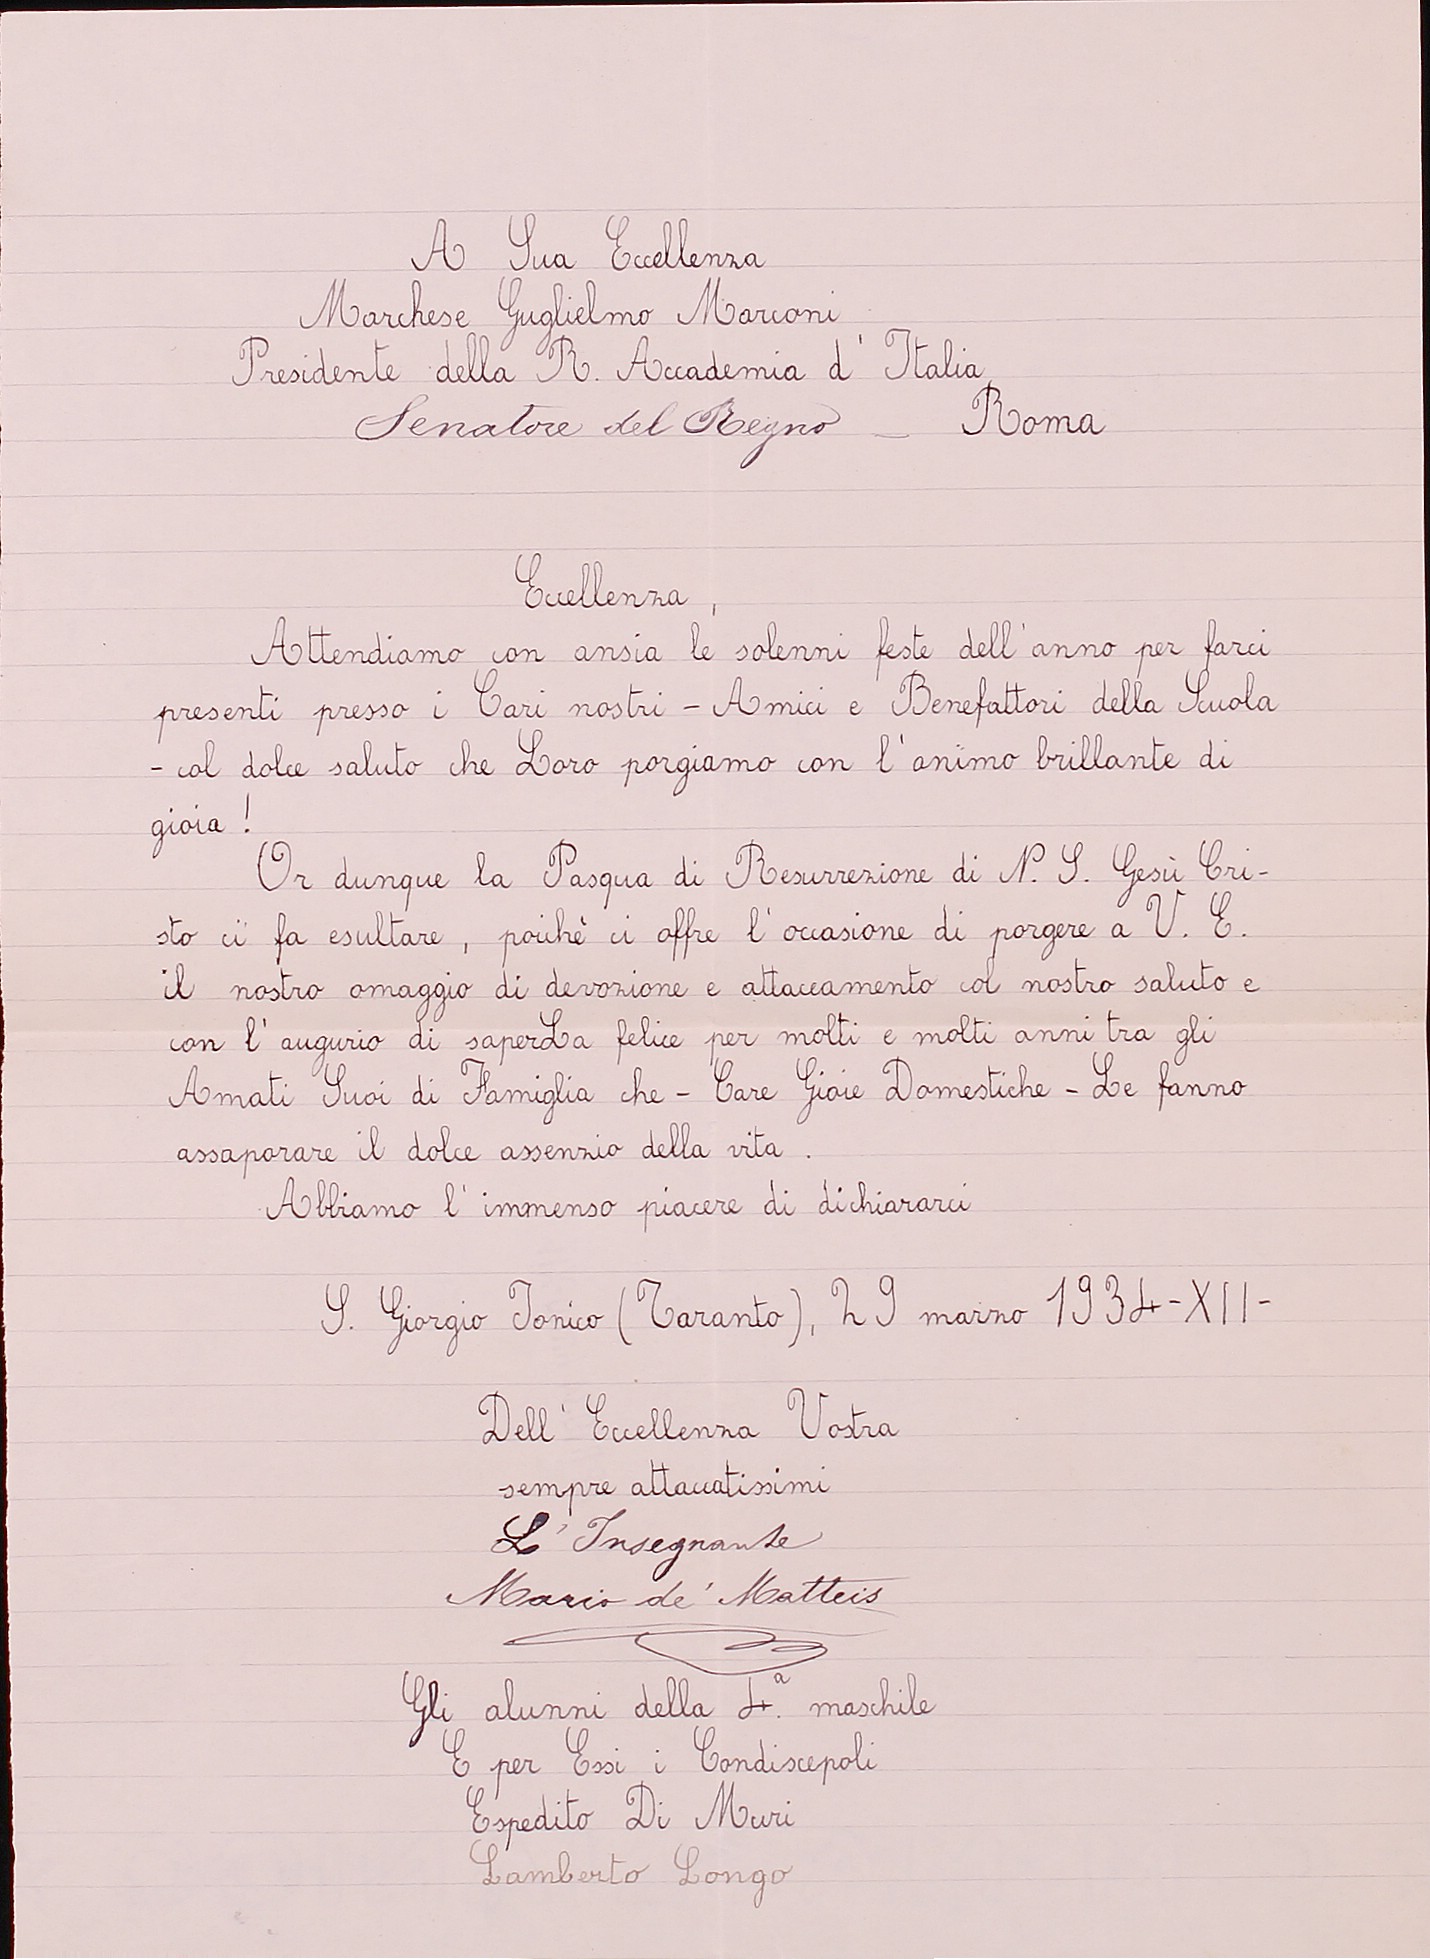 A Sua Eccellenza
Marchese Guglielmo Marconi
Presidente della R. Accademia d' Italia
Senatore del Regno – Roma
Eccellenza,
Attendiamo con ansia le solenni feste dell'anno per farci
presenti presso i Cari nostri – Amici e Benefattori della Scuola
– col dolce saluto che Loro porgiamo con l'animo brillante di
gioia!
Or dunque la Pasqua di Resurrezione di N. S. Gesù Cri-
sto ci fa esultare, poichè ci offre l'occasione di porgere a V. E.
il nostro omaggio di devozione e attaccamento col nostro saluto e
con l'augurio di saperLa felice per molti e molti anni tra gli
Amati Suoi di Famiglia che – Care Gioie Domestiche – Le fanno
assaporare il dolce assenzio della vita.
Abbiamo l'immenso piacere di dichiararci
S. Giorgio Jonico (Taranto), 29 marzo 1934-XII-
Dell' Eccellenza Vostra
sempre attaccatissimi
L' Insegnante
Mario de' Matteis
Gli alunni della 4.ª maschile
E per Essi i Condiscepoli
Espedito Di Muri
Lamberto Longo